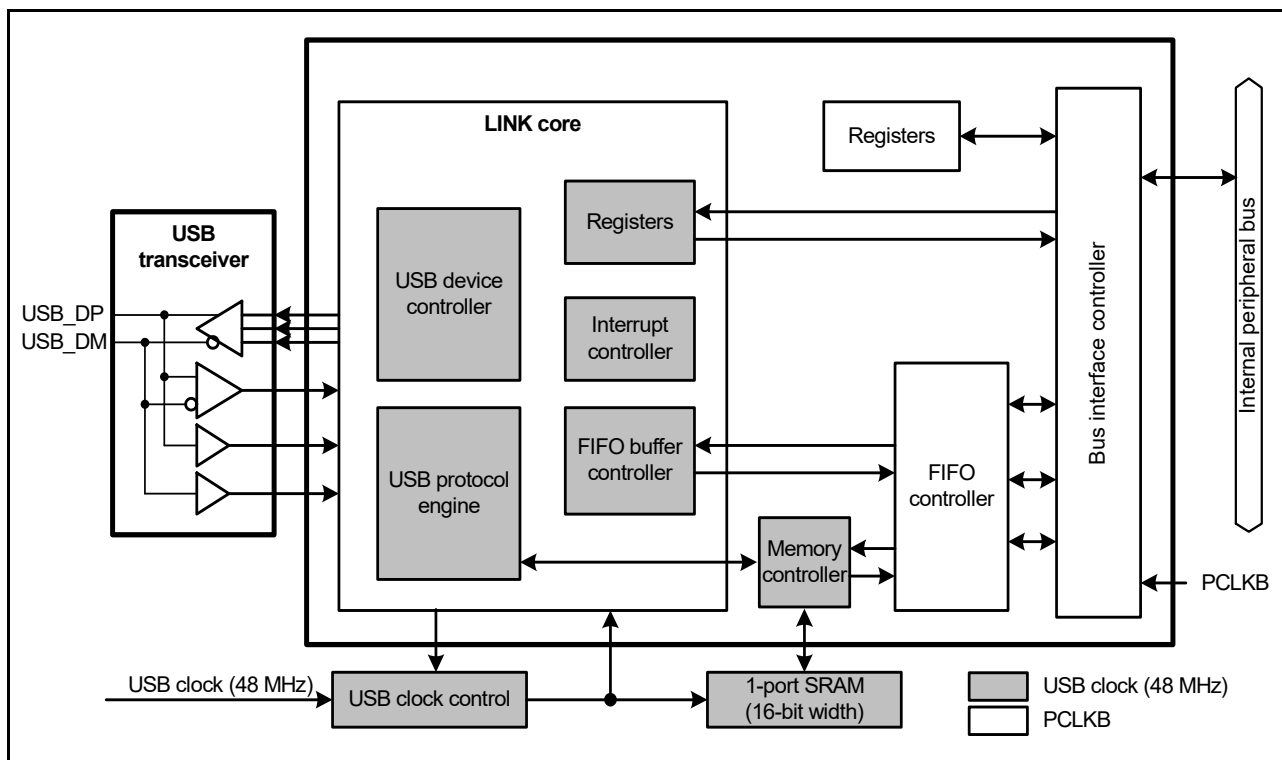 LINK core
Registers
USB
transceiver
Registers
USB device
controller
USB_DP
USB_DM
Interrupt
controller
Bus interface controller
Internal peripheral bus
USB protocol
engine
FIFO buffer
controller
FIFO
controller
Memory
controller
PCLKB
USB clock (48 MHz)
USB clock control
1-port SRAM
(16-bit width)
USB clock (48 MHz)
PCLKB